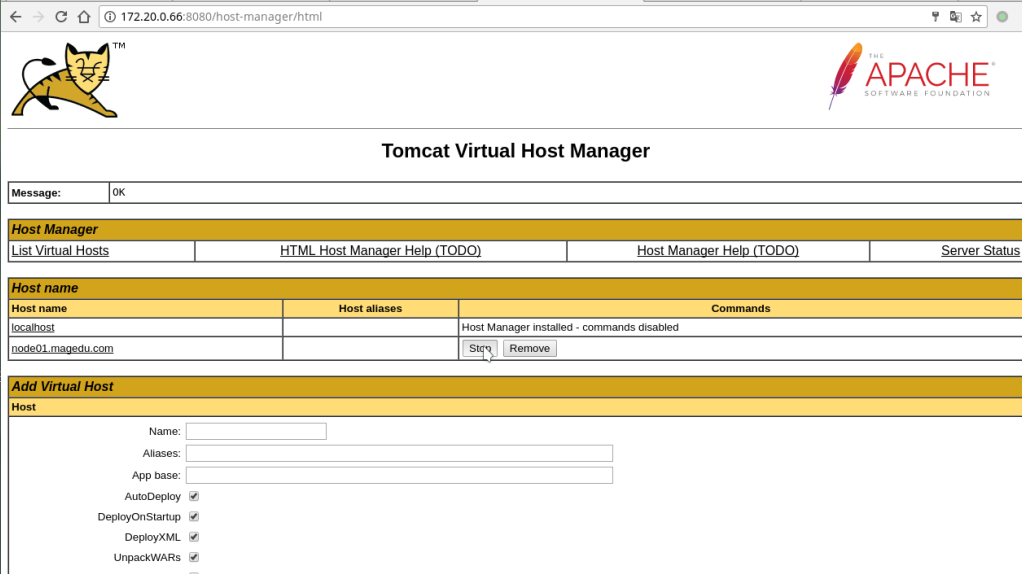 172.20.0.66:8080/host-manager/html
TM
THE
APACHE®
SOFTWARE FOUNDATION
Tomcat Virtual Host Manager
Message: OK
Host Manager
List Virtual Hosts HTML Host Manager Help (TODO) Host Manager Help (TODO) Server Status
Host name
Host name Host aliases Commands
localhost Host Manager installed - commands disabled
node01.magedu.com Stop Remove
Add Virtual Host
Host
Name:
Aliases:
App base:
AutoDeploy
DeployOnStartup
DeployXML
UnpackWARs